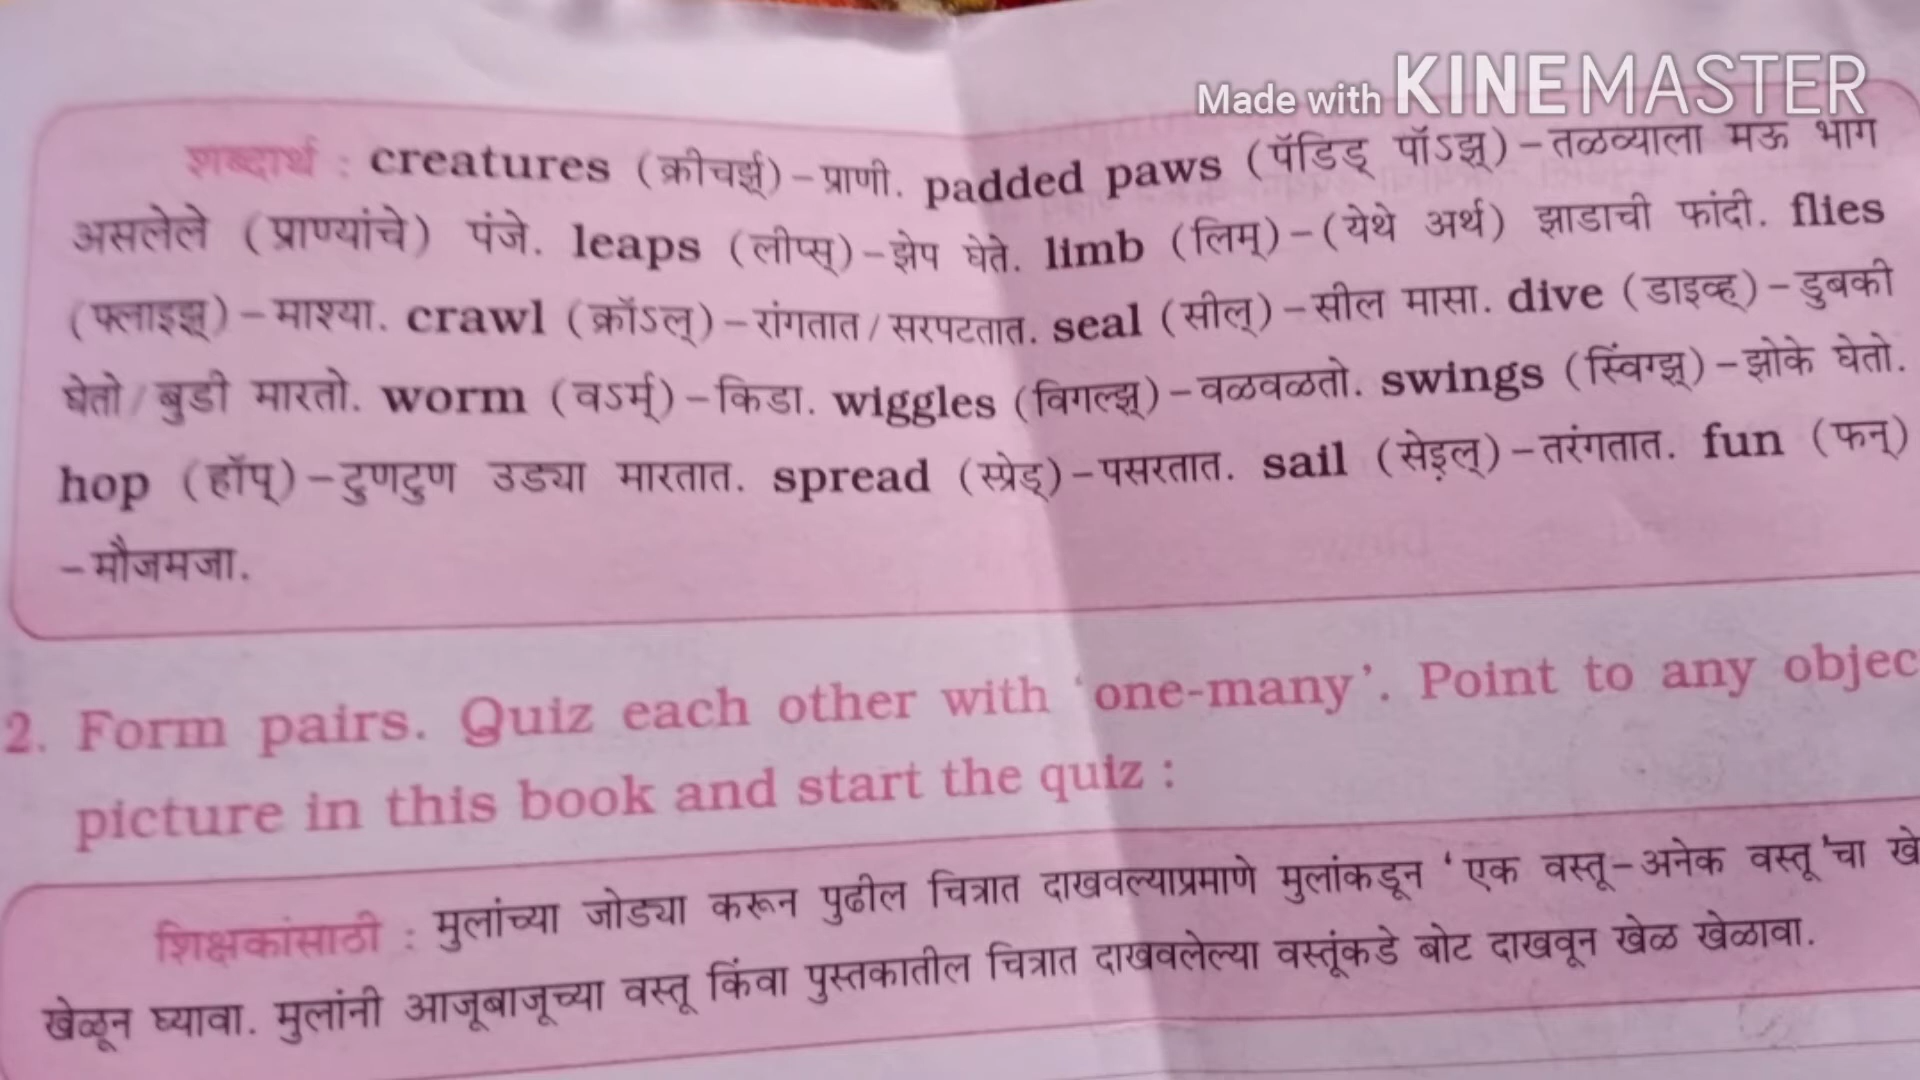 Made with KINEMASTER
शब्दार्थ : creatures (क्रीचर्झ्) – प्राणी. padded paws (पॅडिड् पॉऽझ्) – तळव्याला मऊ भाग
असलेले (प्राण्यांचे) पंजे. leaps (लीप्स्) – झेप घेते. limb (लिम्) – (येथे अर्थ) झाडाची फांदी. flies
(फ्लाइझ्) – माश्या. crawl (क्रॉऽल्) – रांगतात / सरपटतात. seal (सील्) – सील मासा. dive (डाइव्ह्) – डुबकी
घेतो / बुडी मारतो. worm (वऽर्म्) – किडा. wiggles (विगल्झ्) – वळवळतो. swings (स्विंग्झ्) – झोके घेतो.
hop (हॉप्) – टुणटुण उड्या मारतात. spread (स्प्रेड्) – पसरतात. sail (सेइ़ल्) – तरंगतात. fun (फन्)
– मौजमजा.
2. Form pairs. Quiz each other with ‘one-many’. Point to any objec
picture in this book and start the quiz :
शिक्षकांसाठी : मुलांच्या जोड्या करून पुढील चित्रात दाखवल्याप्रमाणे मुलांकडून ‘एक वस्तू – अनेक वस्तू’चा खे
खेळून घ्यावा. मुलांनी आजूबाजूच्या वस्तू किंवा पुस्तकातील चित्रात दाखवलेल्या वस्तूंकडे बोट दाखवून खेळ खेळावा.